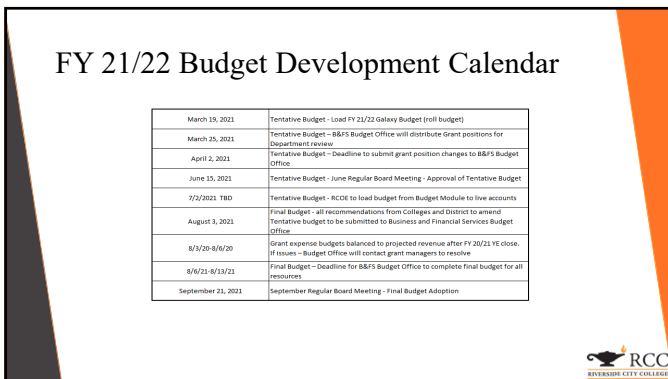 FY 21/22 Budget Development Calendar
March 19, 2021 Tentative Budget - Load FY 21/22 Galaxy Budget (roll budget)
March 25, 2021 Tentative Budget – B&FS Budget Office will distribute Grant positions for
Department review
April 2, 2021 Tentative Budget – Deadline to submit grant position changes to B&FS Budget
Office
June 15, 2021 Tentative Budget - June Regular Board Meeting - Approval of Tentative Budget
7/2/2021 TBD Tentative Budget - RCOE to load budget from Budget Module to live accounts
August 3, 2021 Final Budget - all recommendations from Colleges and District to amend
Tentative budget to be submitted to Business and Financial Services Budget
Office
8/3/20-8/6/20 Grant expense budgets balanced to projected revenue after FY 20/21 YE close.
If issues – Budget Office will contact grant managers to resolve
8/6/21-8/13/21 Final Budget – Deadline for B&FS Budget Office to complete final budget for all
resources
September 21, 2021 September Regular Board Meeting - Final Budget Adoption
RCC
RIVERSIDE CITY COLLEGE